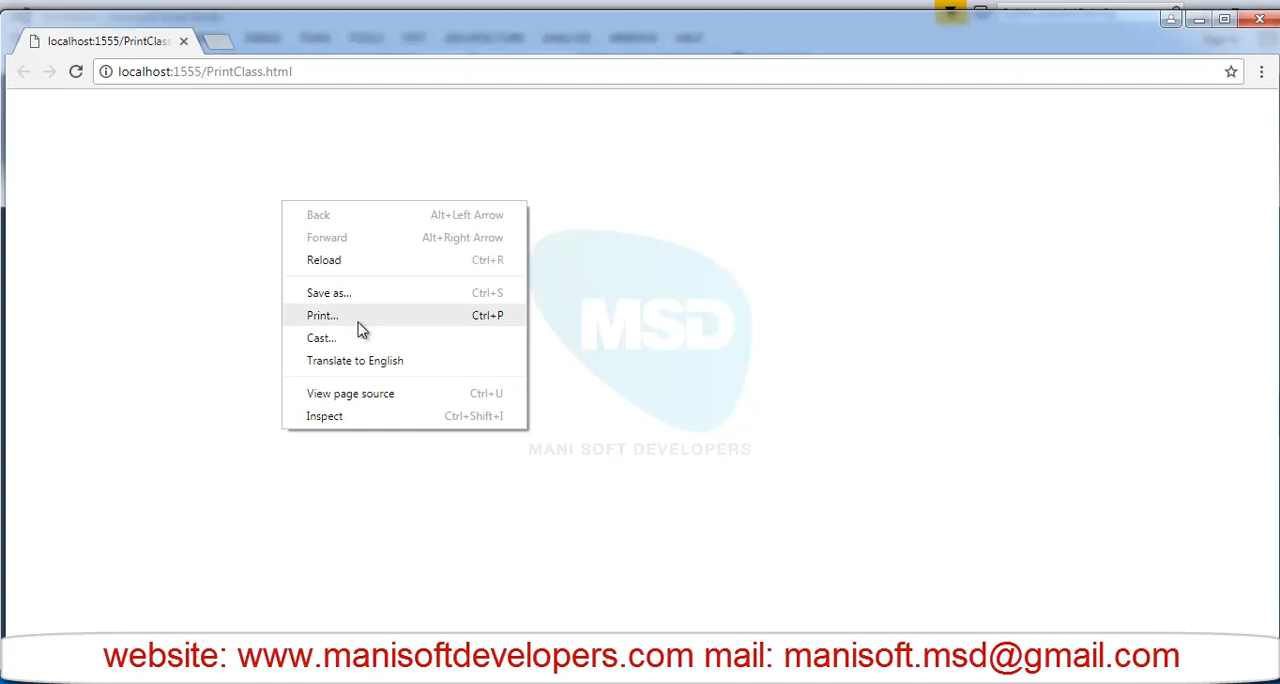 localhost:1555/PrintClas
localhost:1555/PrintClass.html
Back Alt+Left Arrow
Forward Alt+Right Arrow
Reload Ctrl+R
Save as... Ctrl+S
Print... Ctrl+P
Cast...
Translate to English
View page source Ctrl+U
Inspect Ctrl+Shift+I
MSD
MANI SOFT DEVELOPERS
website: www.manisoftdevelopers.com mail: manisoft.msd@gmail.com